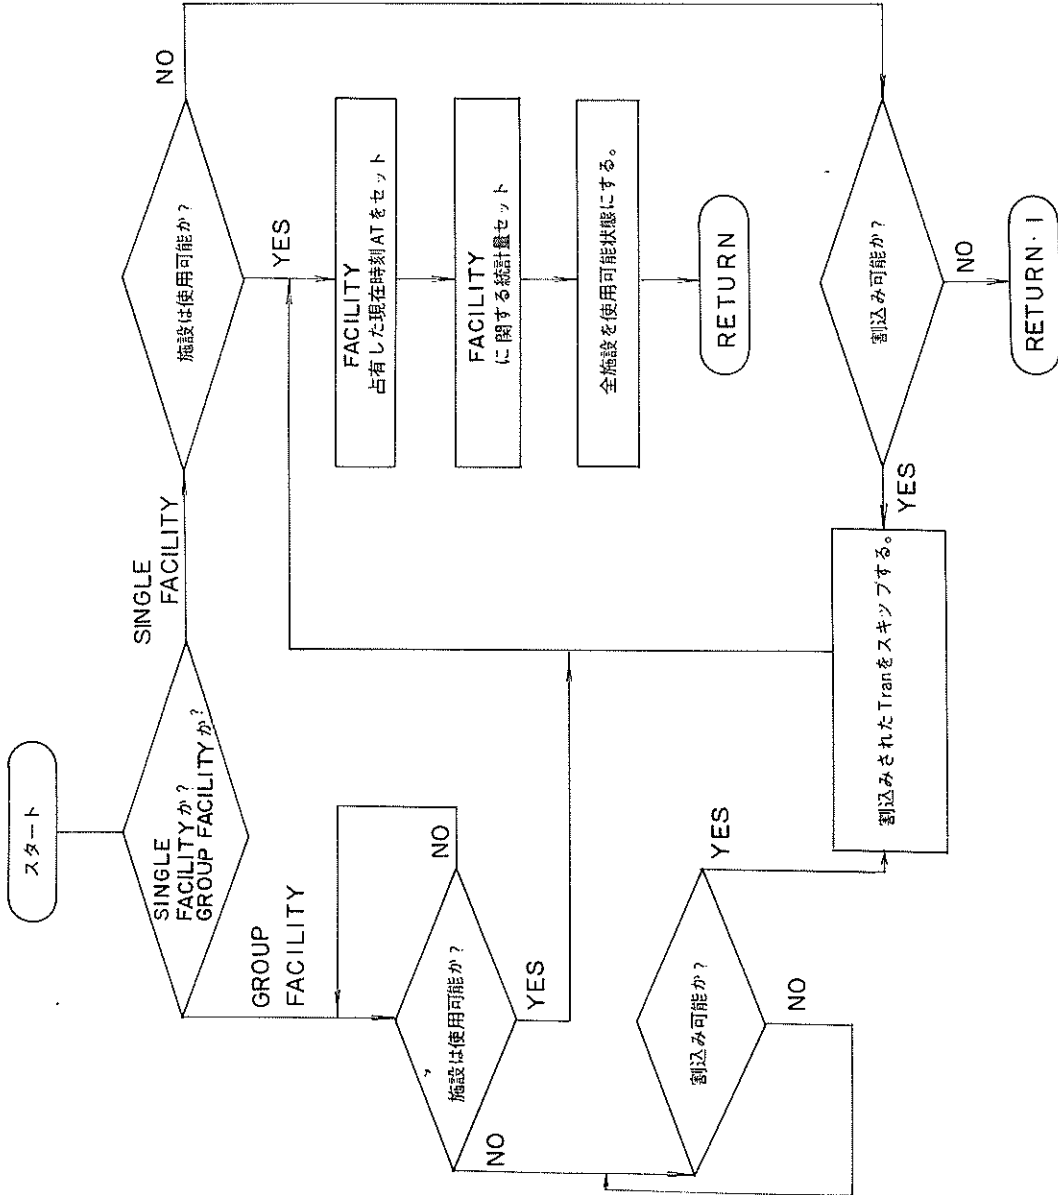 スタート
SINGLE
FACILITYか?
GROUP FACILITYか?
SINGLE
FACILITY
GROUP
FACILITY
施設は使用可能か?
NO
YES
FACILITY
占有した現在時刻ATをセット
FACILITY
に関する統計量セット
全施設を使用可能状態にする。
RETURN
施設は使用可能か?
NO
YES
NO
割込み可能か?
YES
NO
割込みされたTranをスキップする。
割込み可能か?
YES
NO
RETURN・1